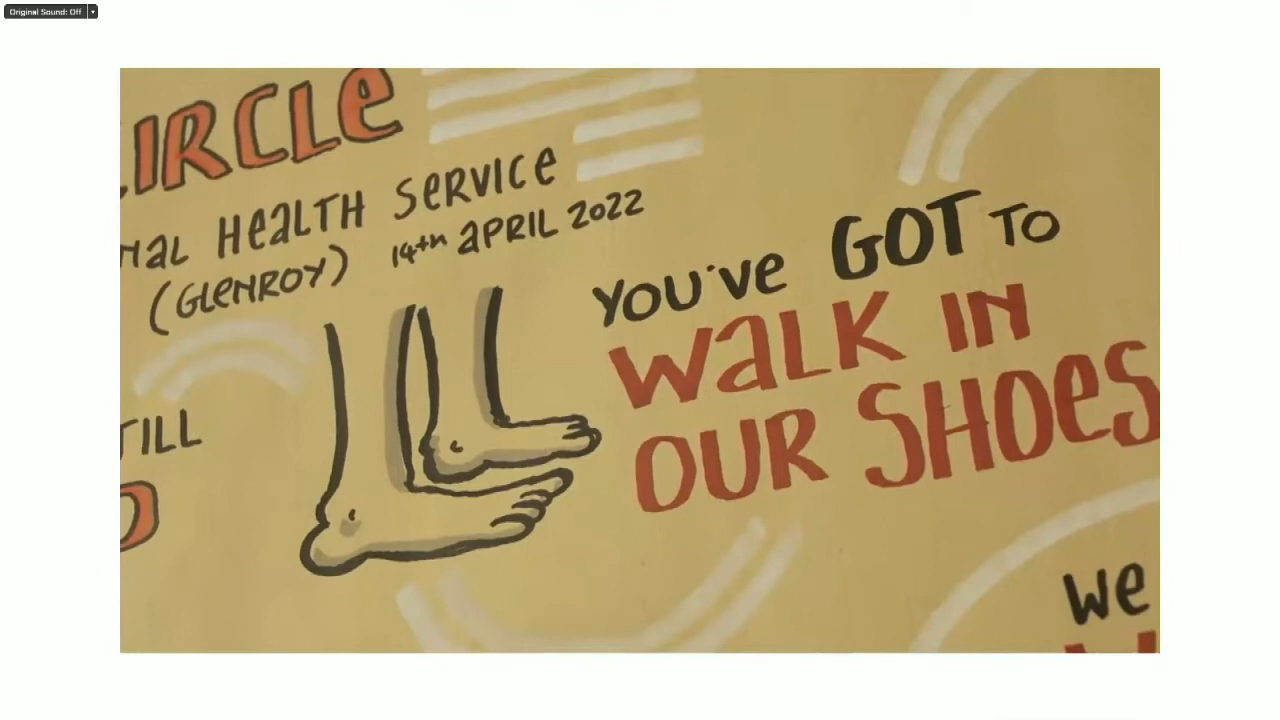 Original Sound: Off
IRCLe
HeaLTH SeRVICe
(GLeNROY) 14th aPRIL 2022
YOU'Ve GOT TO
WaLK IN
OUR SHOes
TILL
We